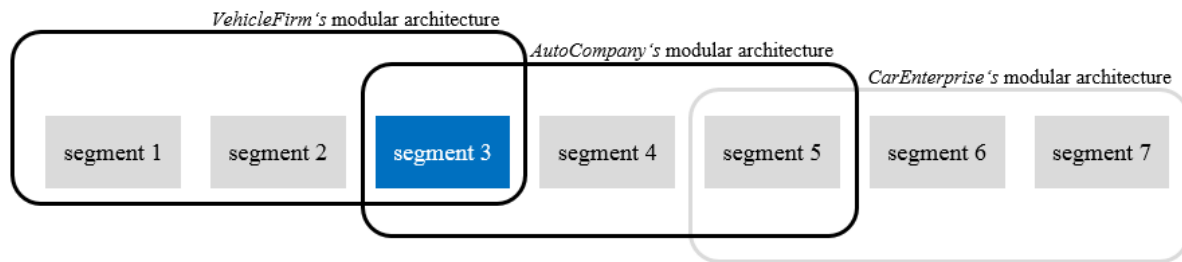 VehicleFirm‘s modular architecture
AutoCompany‘s modular architecture
CarEnterprise‘s modular architecture
segment 1
segment 2
segment 3
segment 4
segment 5
segment 6
segment 7